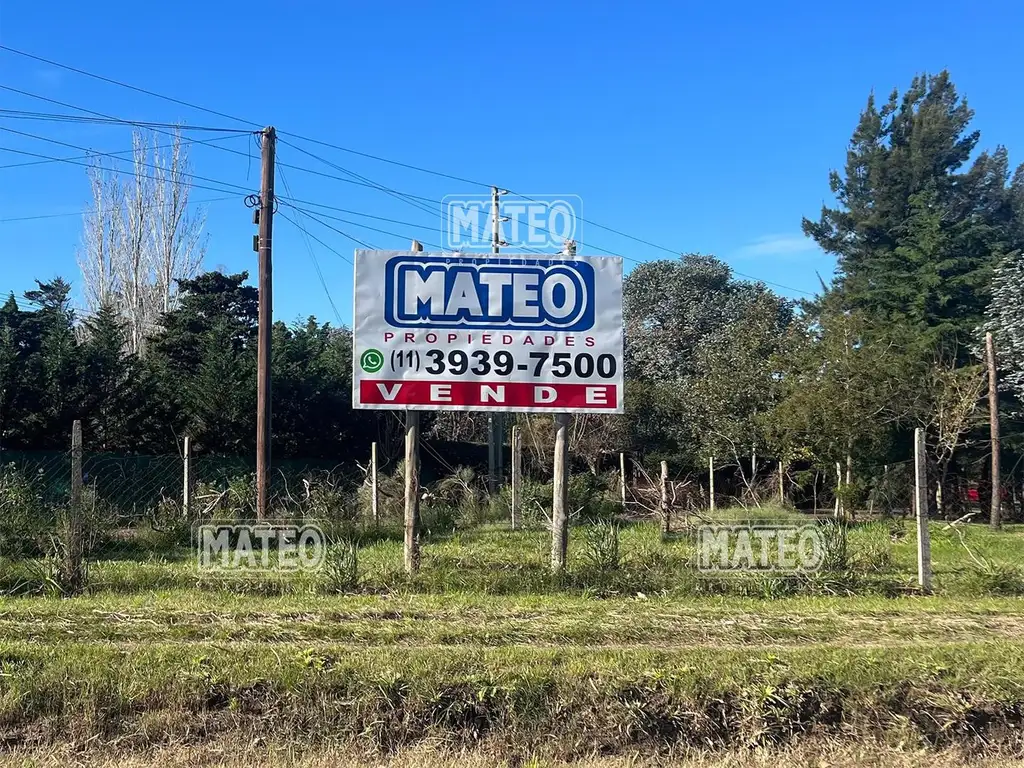 MATEO
MATEO
PROPIEDADES
(11) 3939-7500
VENDE
MATEO
MATEO